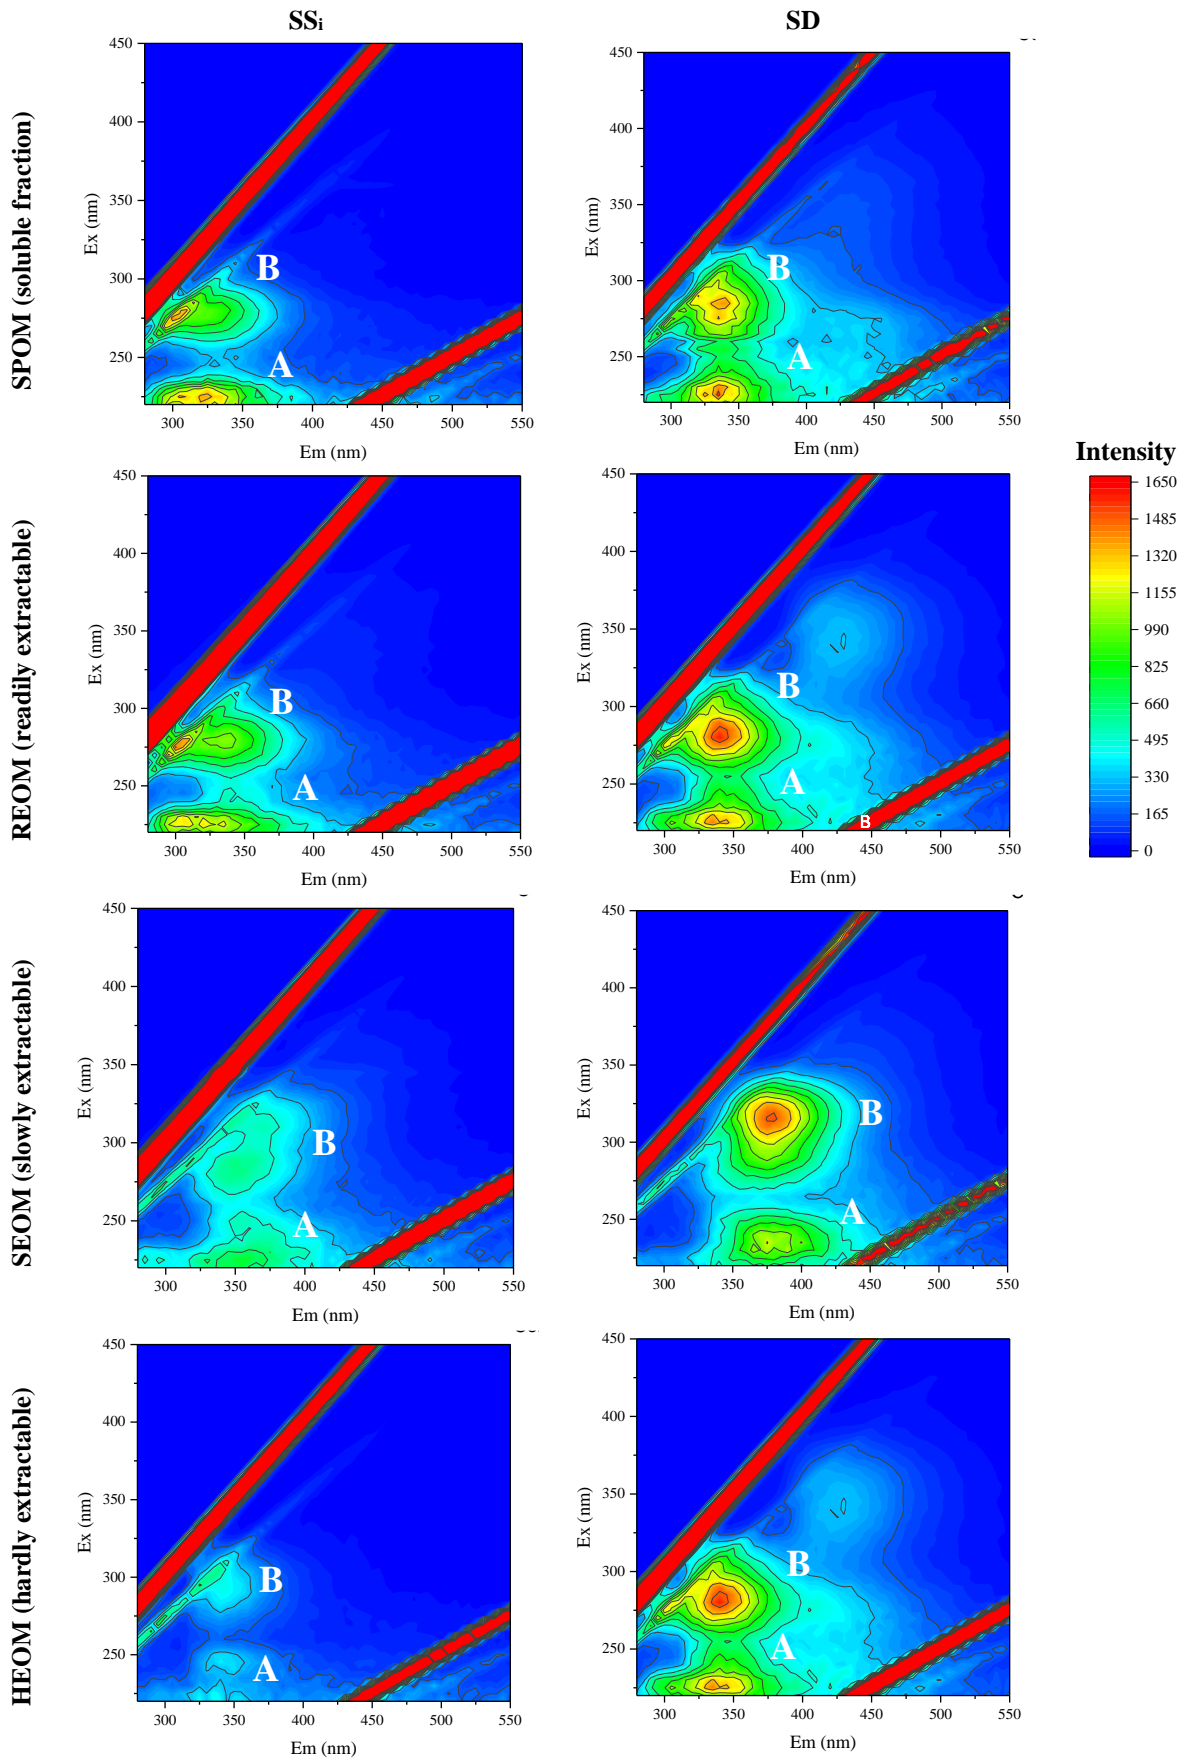 SSi SD
SPOM (soluble fraction)
450
400
350
300
250
Ex (nm)
B
A
300 350 400 450 500 550
Em (nm)
450
400
350
300
250
Ex (nm)
B
A
300 350 400 450 500 550
Em (nm)
REOM (readily extractable)
450
400
350
300
250
Ex (nm)
B
A
300 350 400 450 500 550
Em (nm)
450
400
350
300
250
Ex (nm)
B
A
B
300 350 400 450 500 550
Em (nm)
Intensity
1650
1485
1320
1155
990
825
660
495
330
165
0
SEOM (slowly extractable)
450
400
350
300
250
Ex (nm)
B
A
300 350 400 450 500 550
Em (nm)
450
400
350
300
250
Ex (nm)
B
A
300 350 400 450 500 550
Em (nm)
HEOM (hardly extractable)
450
400
350
300
250
Ex (nm)
B
A
300 350 400 450 500 550
Em (nm)
450
400
350
300
250
Ex (nm)
B
A
300 350 400 450 500 550
Em (nm)